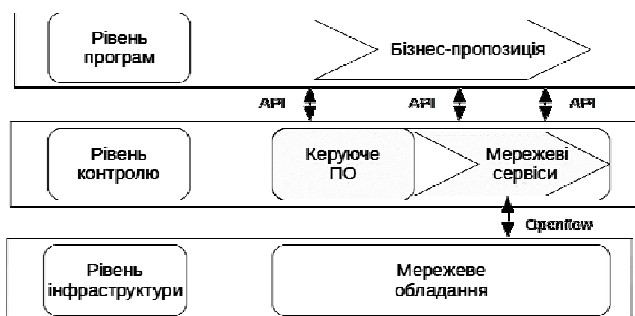 Рівень
програм
Бізнес-пропозиція
API
API
API
Рівень
контролю
Керуюче
ПО
Мережеві
сервіси
Openflow
Рівень
інфраструктури
Мережеве
обладання